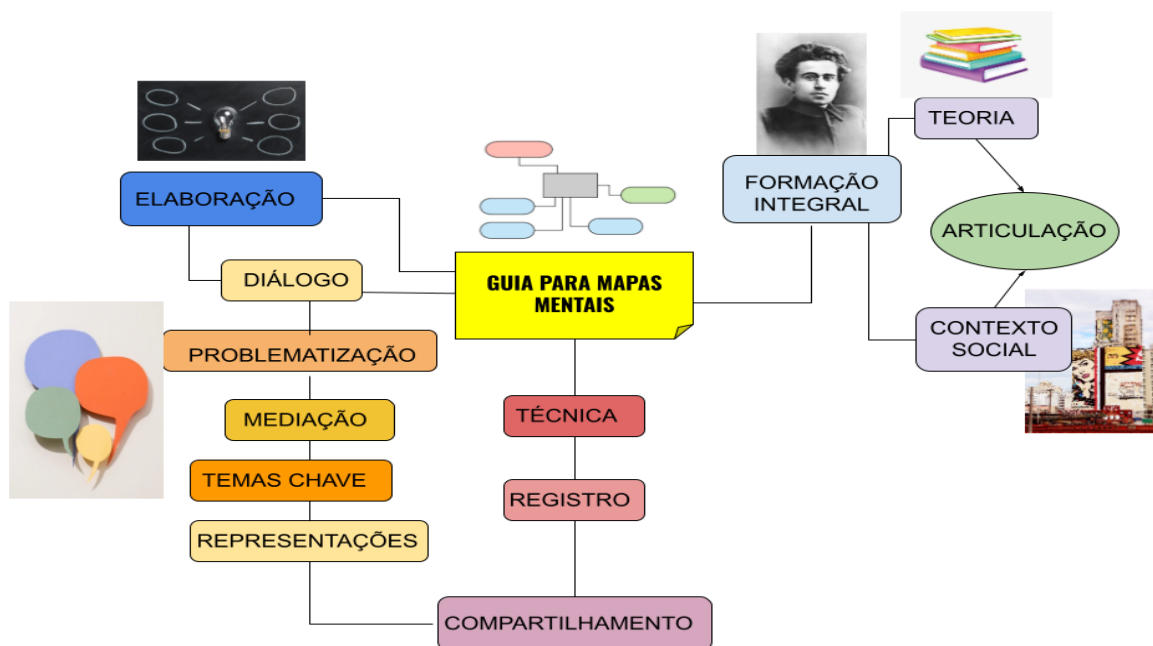 TEORIA
FORMAÇÃO
INTEGRAL
ELABORAÇÃO
ARTICULAÇÃO
DIÁLOGO
GUIA PARA MAPAS
MENTAIS
CONTEXTO
SOCIAL
PROBLEMATIZAÇÃO
MEDIAÇÃO
TÉCNICA
TEMAS CHAVE
REGISTRO
REPRESENTAÇÕES
COMPARTILHAMENTO